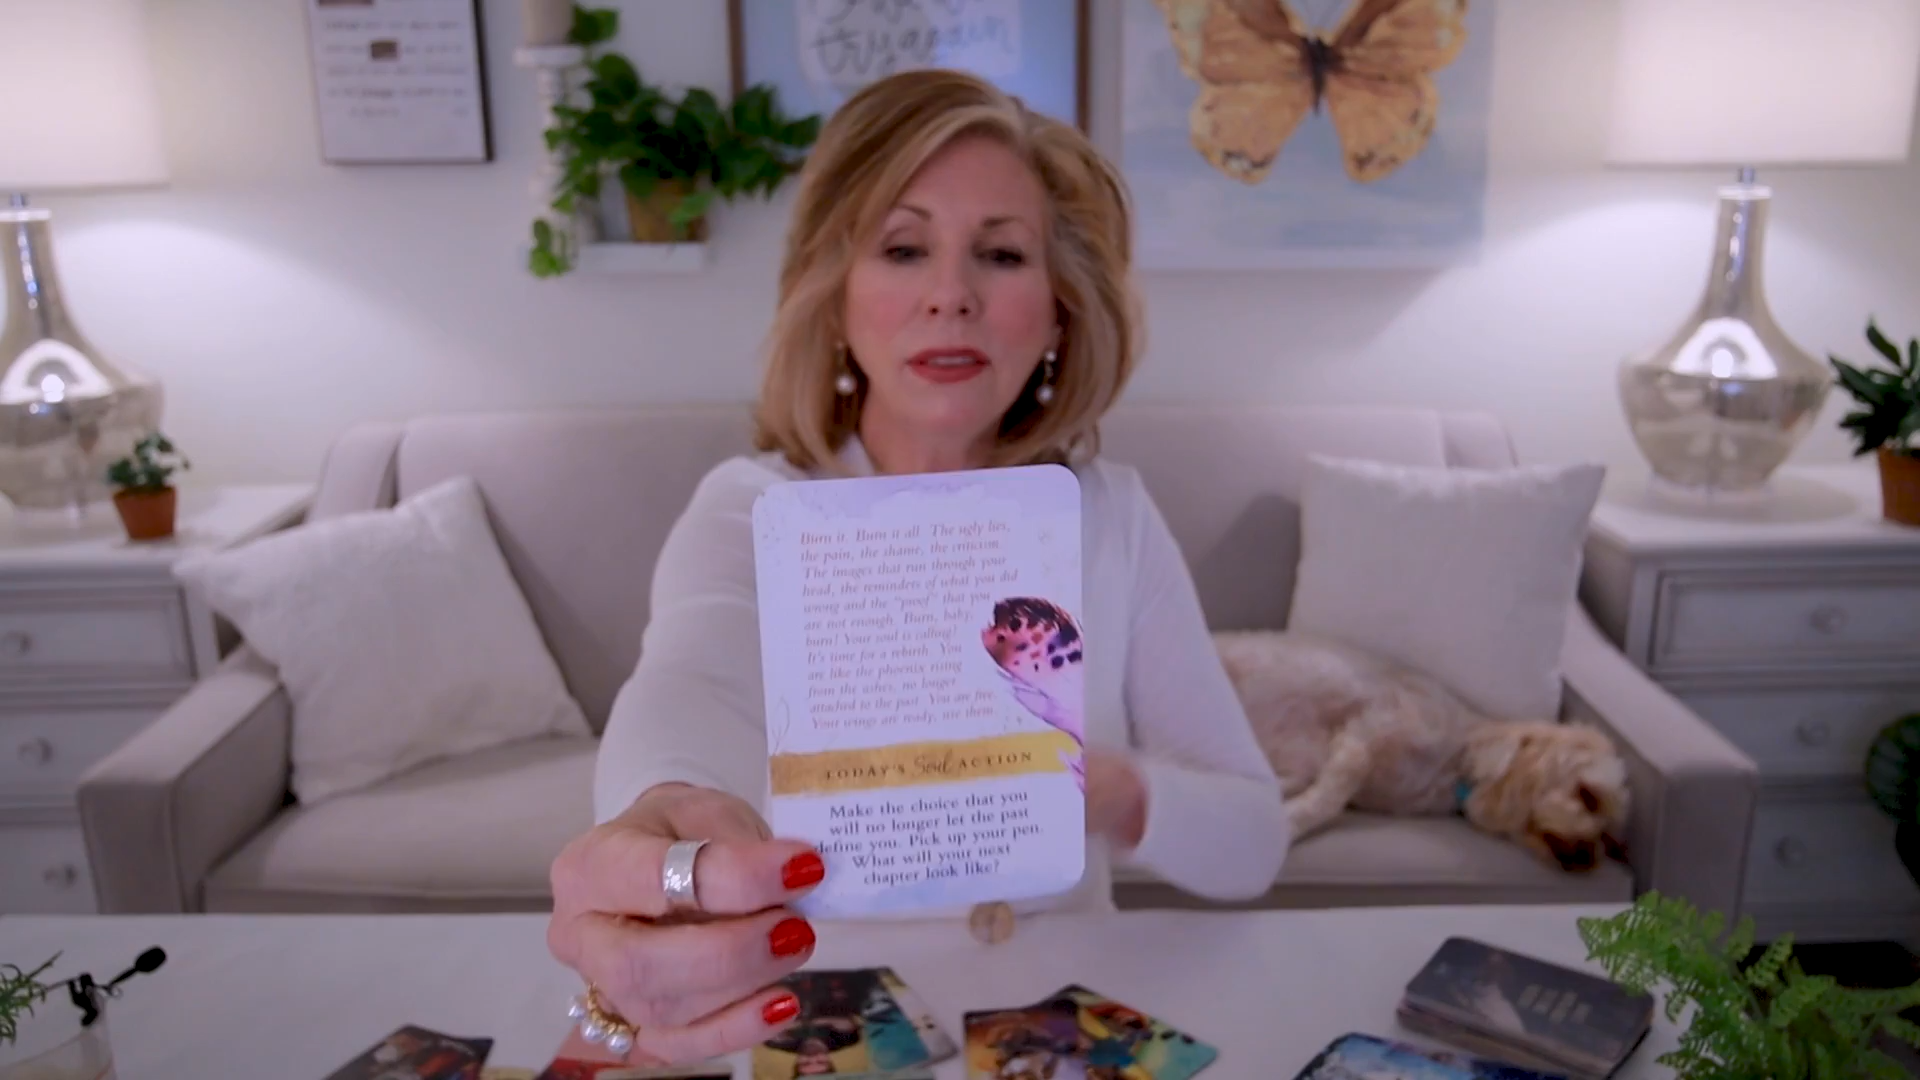 try again
Burn it. Burn it all. The ugly lies,
the pain, the shame, the criticism.
The images that run through your
head, the reminders of what you did
wrong and the "proof" that you
are not enough. Burn, baby,
burn! Your soul is calling!
It's time for a rebirth. You
are like the phoenix rising
from the ashes, no longer
attached to the past. You are free.
Your wings are ready, use them.
TODAY'S Soul ACTION
Make the choice that you
will no longer let the past
define you. Pick up your pen.
What will your next
chapter look like?